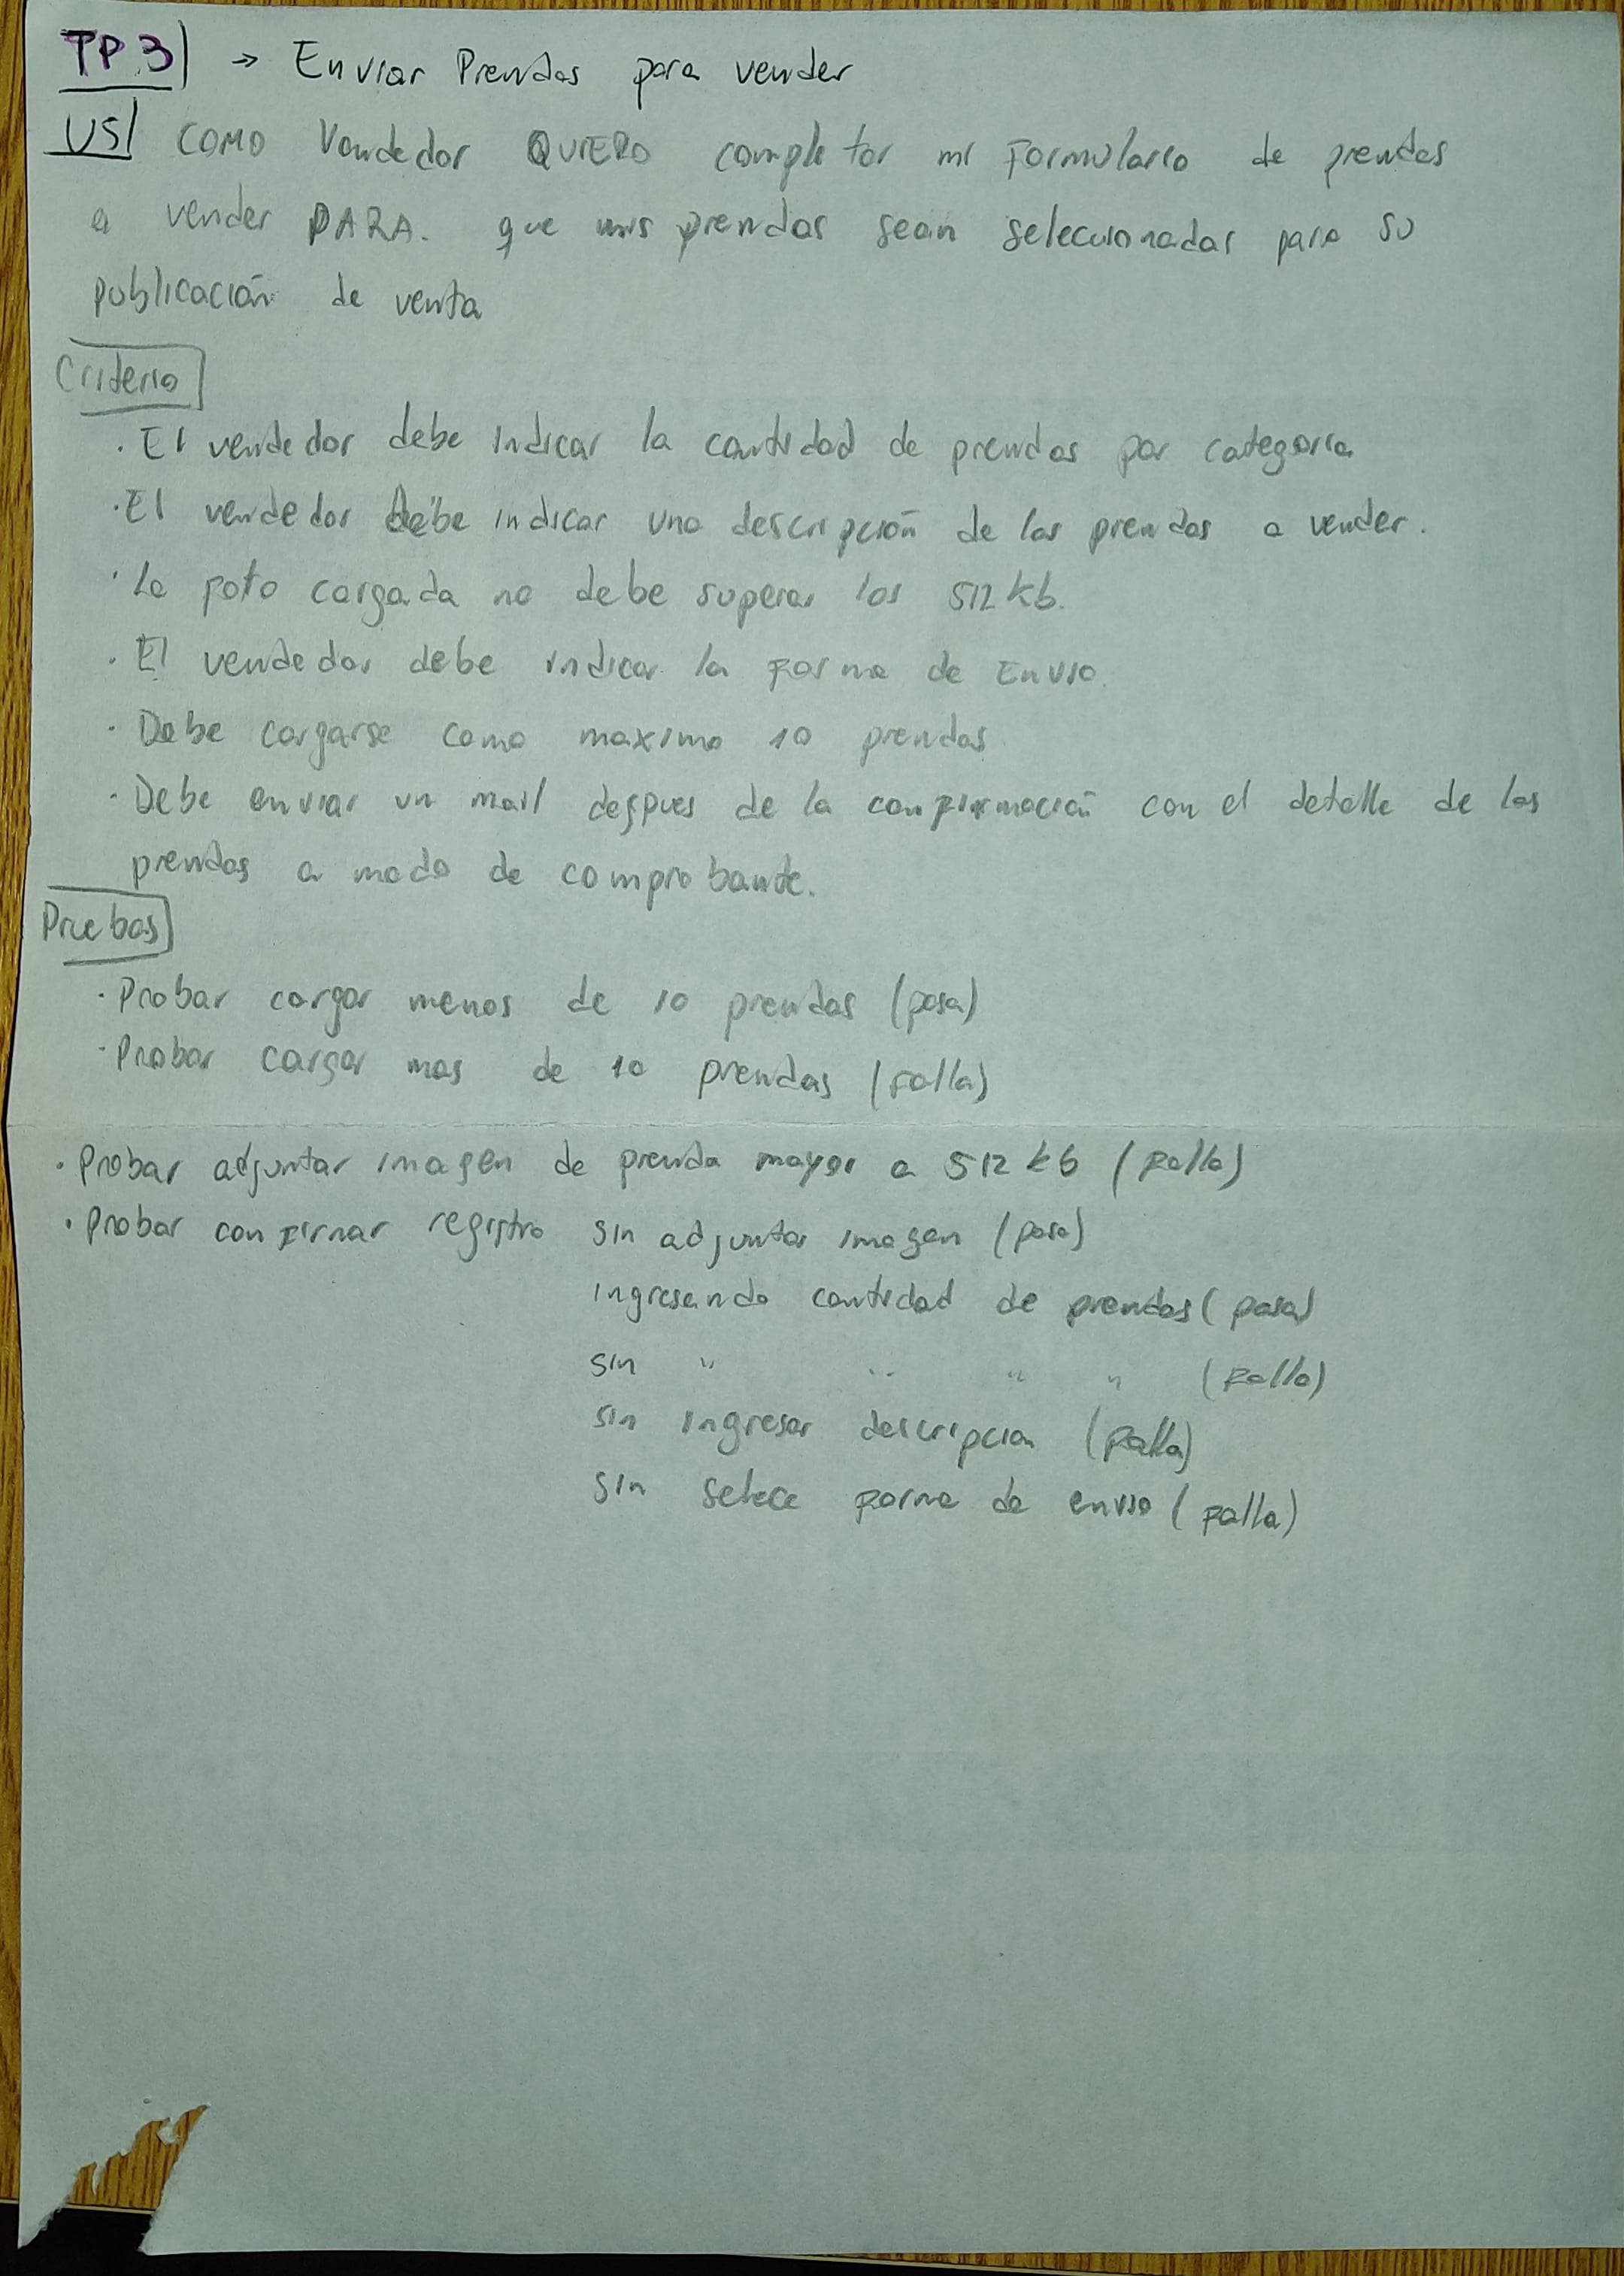 TP 3 → Enviar Prendas para vender
US COMO Vendedor QUIERO completar mi Formulario de prendas
a vender PARA. que mis prendas sean seleccionadas para su
publicación de venta
Criterio
· El vendedor debe indicar la cantidad de prendas por categoria
· El vendedor debe indicar una descripción de las prendas a vender.
· La foto cargada no debe superar los 512 kb.
· El vendedor debe indicar la forma de Envio.
· Debe cargarse como maximo 10 prendas
· Debe enviar un mail despues de la confirmación con el detalle de las
prendas a modo de comprobante.
Pruebas
· Probar cargar menos de 10 prendas (pasa)
· Probar cargar mas de 10 prendas (Falla)
· Probar adjuntar imagen de prenda mayor a 512 kb (Falla)
· Probar confirmar registro sin adjuntar imagen (pasa)
ingresando cantidad de prendas (pasa)
sin " " " " (Falla)
sin ingresar descripcion (Falla)
sin selecc forma de envio (falla)